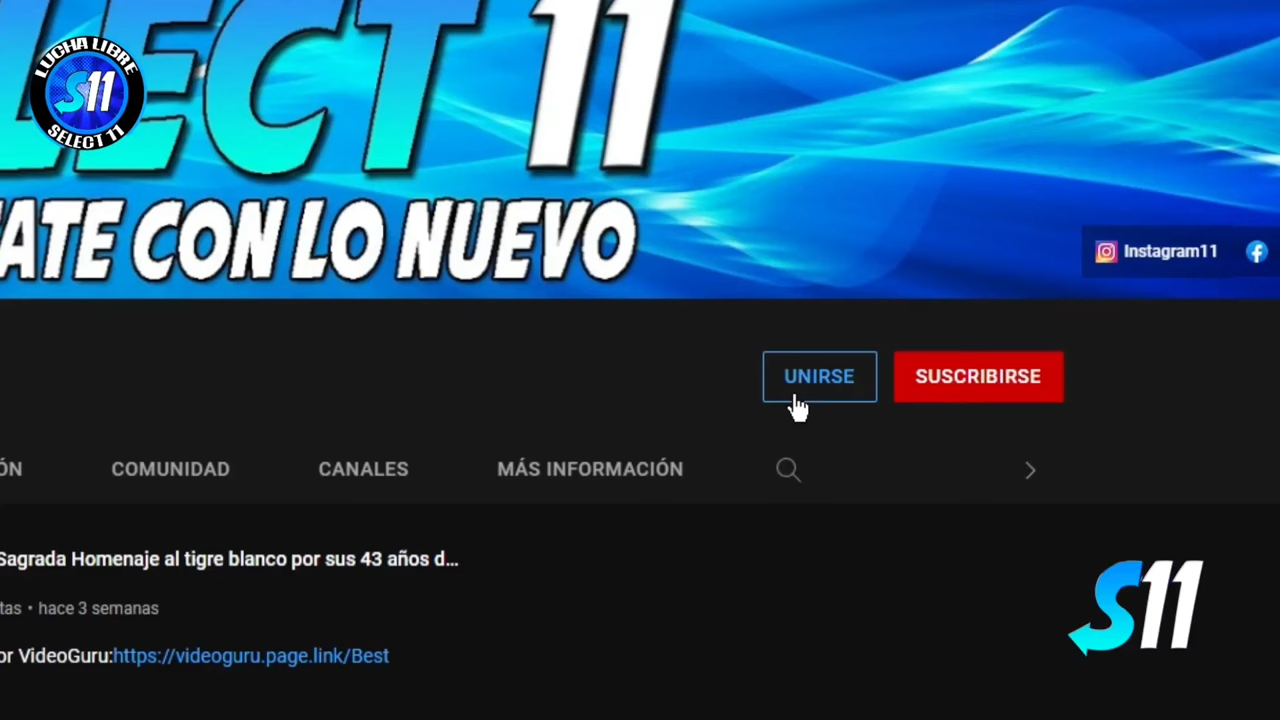 LECT 11
LUCHA LIBRE
S11
SELECT 11
ATE CON LO NUEVO
Instagram11
UNIRSE
SUSCRIBIRSE
ÓN
COMUNIDAD
CANALES
MÁS INFORMACIÓN
Sagrada Homenaje al tigre blanco por sus 43 años d...
tas • hace 3 semanas
or VideoGuru:https://videoguru.page.link/Best
S11